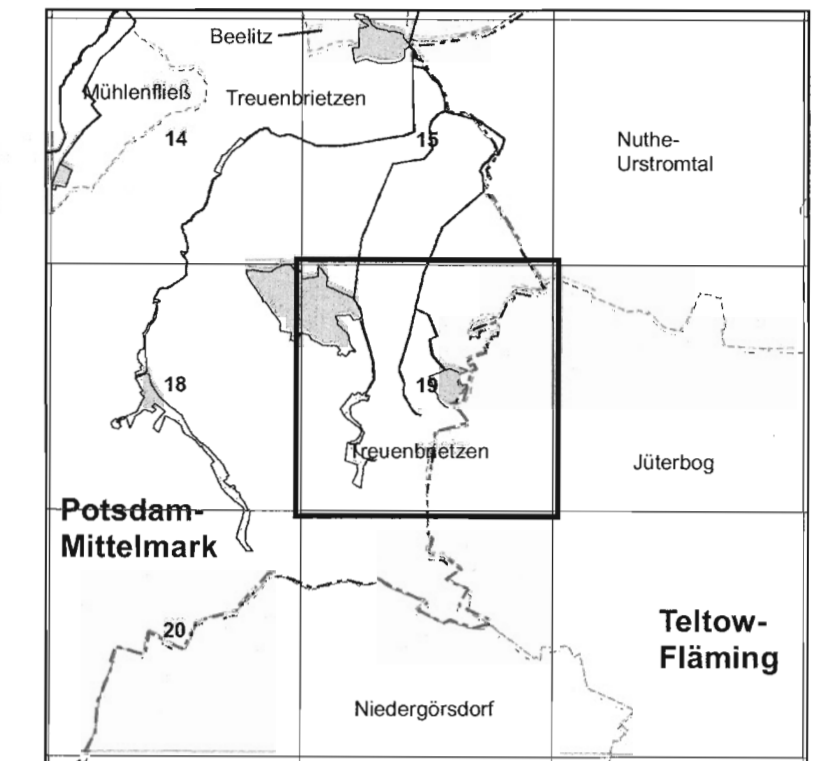 Beelitz
Mühlenfließ
Treuenbrietzen
14
15
Nuthe-
Urstromtal
18
19
Treuenbrietzen
Jüterbog
Potsdam-
Mittelmark
20
Teltow-
Fläming
Niedergörsdorf